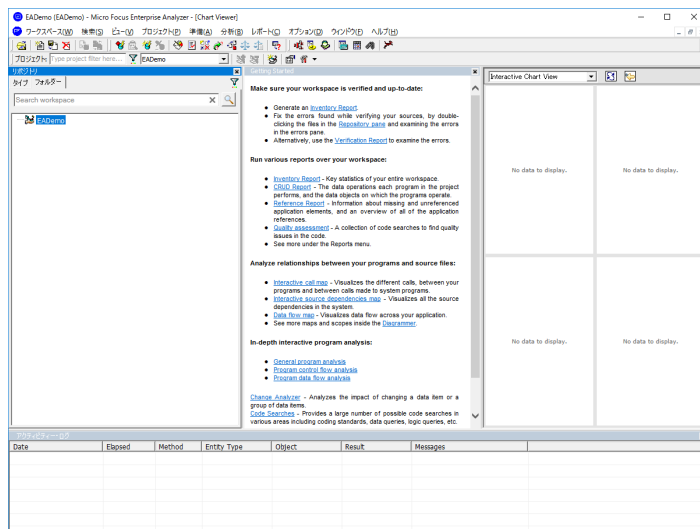 EADemo (EADemo) - Micro Focus Enterprise Analyzer - [Chart Viewer]
ワークスペース(W) 検索(S) ビュー(V) プロジェクト(P) 準備(A) 分析(B) レポート(C) オプション(D) ウィンドウ(E) ヘルプ(H)
プロジェクト: Type project filter here... EADemo
リポジトリ
タイプ フォルダー
Search workspace
EADemo
Getting Started
Make sure your workspace is verified and up-to-date:
Generate an Inventory Report.
Fix the errors found while verifying your sources, by double-
clicking the files in the Repository pane and examining the errors
in the errors pane.
Alternatively, use the Verification Report to examine the errors.
Run various reports over your workspace:
Inventory Report - Key statistics of your entire workspace.
CRUD Report - The data operations each program in the project
performs, and the data objects on which the programs operate.
Reference Report - Information about missing and unreferenced
application elements, and an overview of all of the application
references.
Quality assessment - A collection of code searches to find quality
issues in the code.
See more under the Reports menu.
Analyze relationships between your programs and source files:
Interactive call map - Visualizes the different calls, between your
programs and between calls made to system programs.
Interactive source dependencies map - Visualizes all the source
dependencies in the system.
Data flow map - Visualizes data flow across your application.
See more maps and scopes inside the Diagrammer.
In-depth interactive program analysis:
General program analysis
Program control flow analysis
Program data flow analysis
Change Analyzer - Analyzes the impact of changing a data item or a
group of data items.
Code Searches - Provides a large number of possible code searches in
various areas including coding standards, data queries, logic queries, etc.
Interactive Chart View
No data to display. No data to display.
No data to display. No data to display.
アクティビティー・ログ
Date Elapsed Method Entity Type Object Result Messages